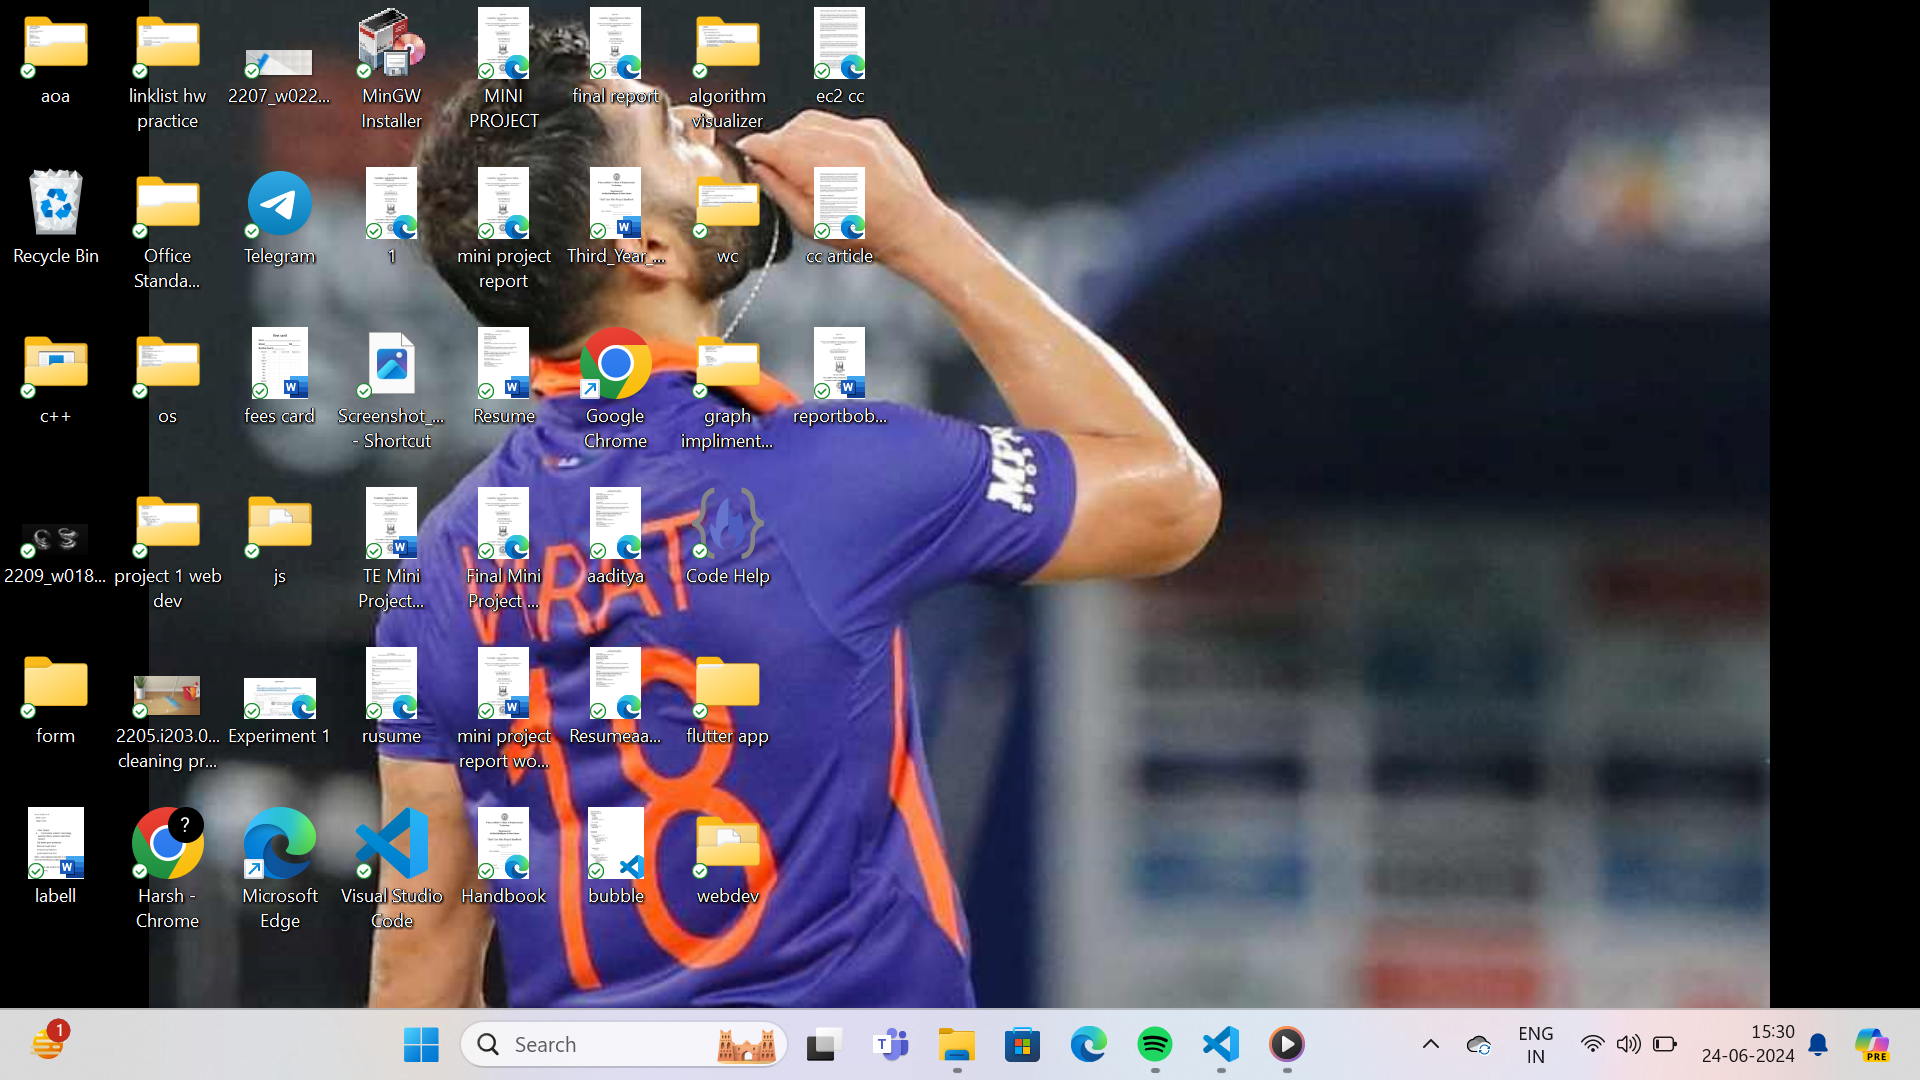 aoa
linklist hw
practice
2207_w022...
MinGW
Installer
MINI
PROJECT
final report
algorithm
visualizer
ec2 cc
Recycle Bin
Office
Standa...
Telegram
1
mini project
report
Third_Year_...
wc
cc article
c++
os
fees card
Screenshot_...
- Shortcut
Resume
Google
Chrome
graph
impliment...
reportbob...
2209_w018...
project 1 web
dev
js
TE Mini
Project...
Final Mini
Project ...
aaditya
Code Help
form
2205.i203.0...
cleaning pr...
Experiment 1
rusume
mini project
report wo...
Resumeaa...
flutter app
labell
?
Harsh -
Chrome
Microsoft
Edge
Visual Studio
Code
Handbook
bubble
webdev
MPL
VIRAT
18
1
Search
ENG
IN
15:30
24-06-2024
PRE